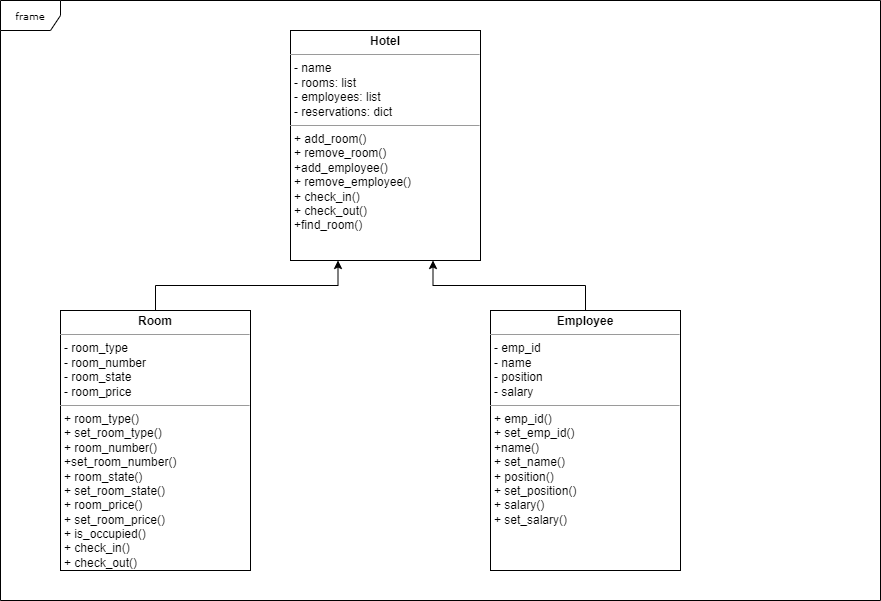 frame
Hotel
- name
- rooms: list
- employees: list
- reservations: dict
+ add_room()
+ remove_room()
+add_employee()
+ remove_employee()
+ check_in()
+ check_out()
+find_room()
Room
- room_type
- room_number
- room_state
- room_price
+ room_type()
+ set_room_type()
+ room_number()
+set_room_number()
+ room_state()
+ set_room_state()
+ room_price()
+ set_room_price()
+ is_occupied()
+ check_in()
+ check_out()
Employee
- emp_id
- name
- position
- salary
+ emp_id()
+ set_emp_id()
+name()
+ set_name()
+ position()
+ set_position()
+ salary()
+ set_salary()